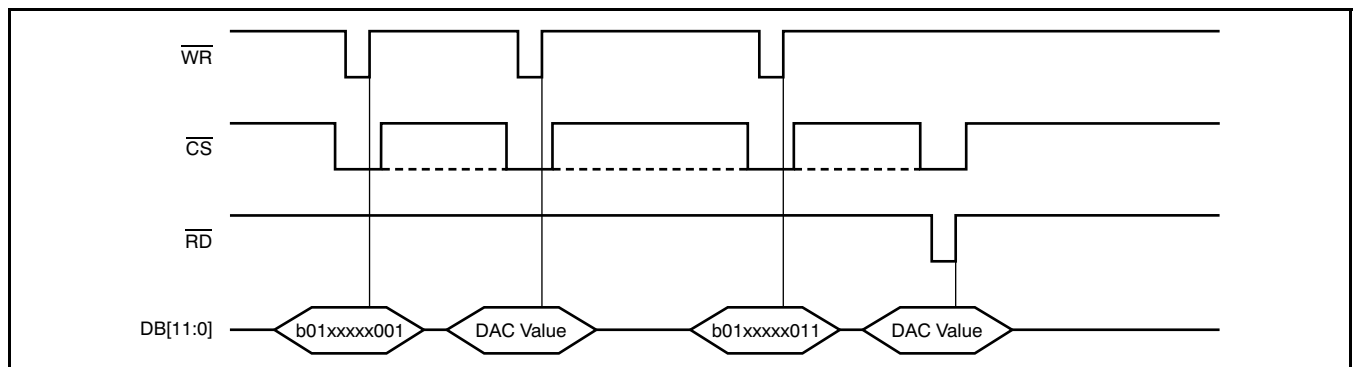 WR
CS
RD
DB[11:0] b01xxxxx001 DAC Value b01xxxxx011 DAC Value